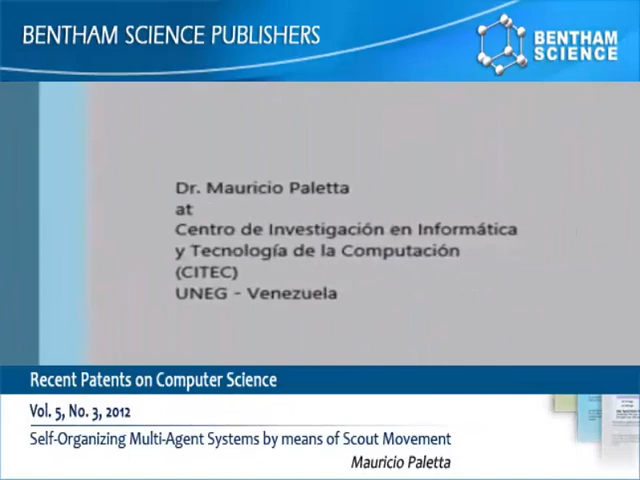 BENTHAM SCIENCE PUBLISHERS
BENTHAM
SCIENCE
Dr. Mauricio Paletta
at
Centro de Investigación en Informática
y Tecnología de la Computación
(CITEC)
UNEG - Venezuela
Recent Patents on Computer Science
Vol. 5, No. 3, 2012
Self-Organizing Multi-Agent Systems by means of Scout Movement
Mauricio Paletta